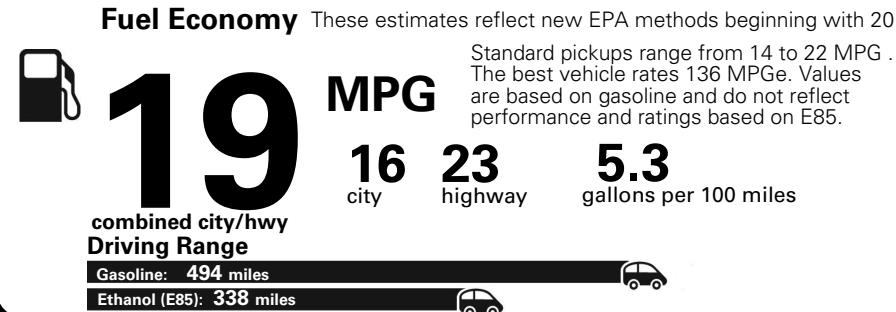 Fuel Economy These estimates reflect new EPA methods beginning with 20
Standard pickups range from 14 to 22 MPG .
The best vehicle rates 136 MPGe. Values
are based on gasoline and do not reflect
performance and ratings based on E85.
19 MPG
16 23 5.3
city highway gallons per 100 miles
combined city/hwy
Driving Range
Gasoline: 494 miles
Ethanol (E85): 338 miles